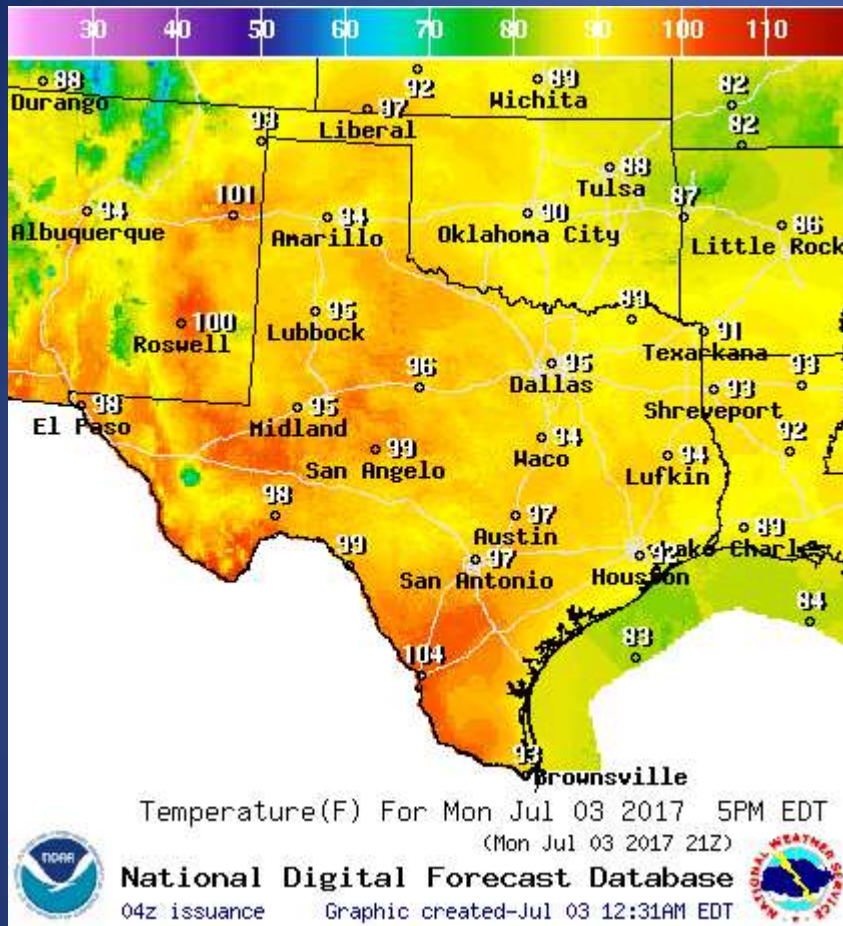 30 40 50 60 70 80 90 100 110
88
Durango
92
89
Wichita
82
97
Liberal
93
82
88
Tulsa
94
Albuquerque
101
94
Amarillo
90
Oklahoma City
87
86
Little Rock
100
Roswell
95
Lubbock
89
91
Texarkana
96
95
Dallas
93
Shreveport
93
98
El Paso
95
Midland
99
San Angelo
94
Waco
94
Lufkin
92
98
97
Austin
89
Lake Charles
99
97
San Antonio
92
Houston
84
83
104
93
Brownsville
Temperature(F) For Mon Jul 03 2017 5PM EDT
(Mon Jul 03 2017 21Z)
NOAA
NATIONAL WEATHER SERVICE
National Digital Forecast Database
04z issuance Graphic created-Jul 03 12:31AM EDT